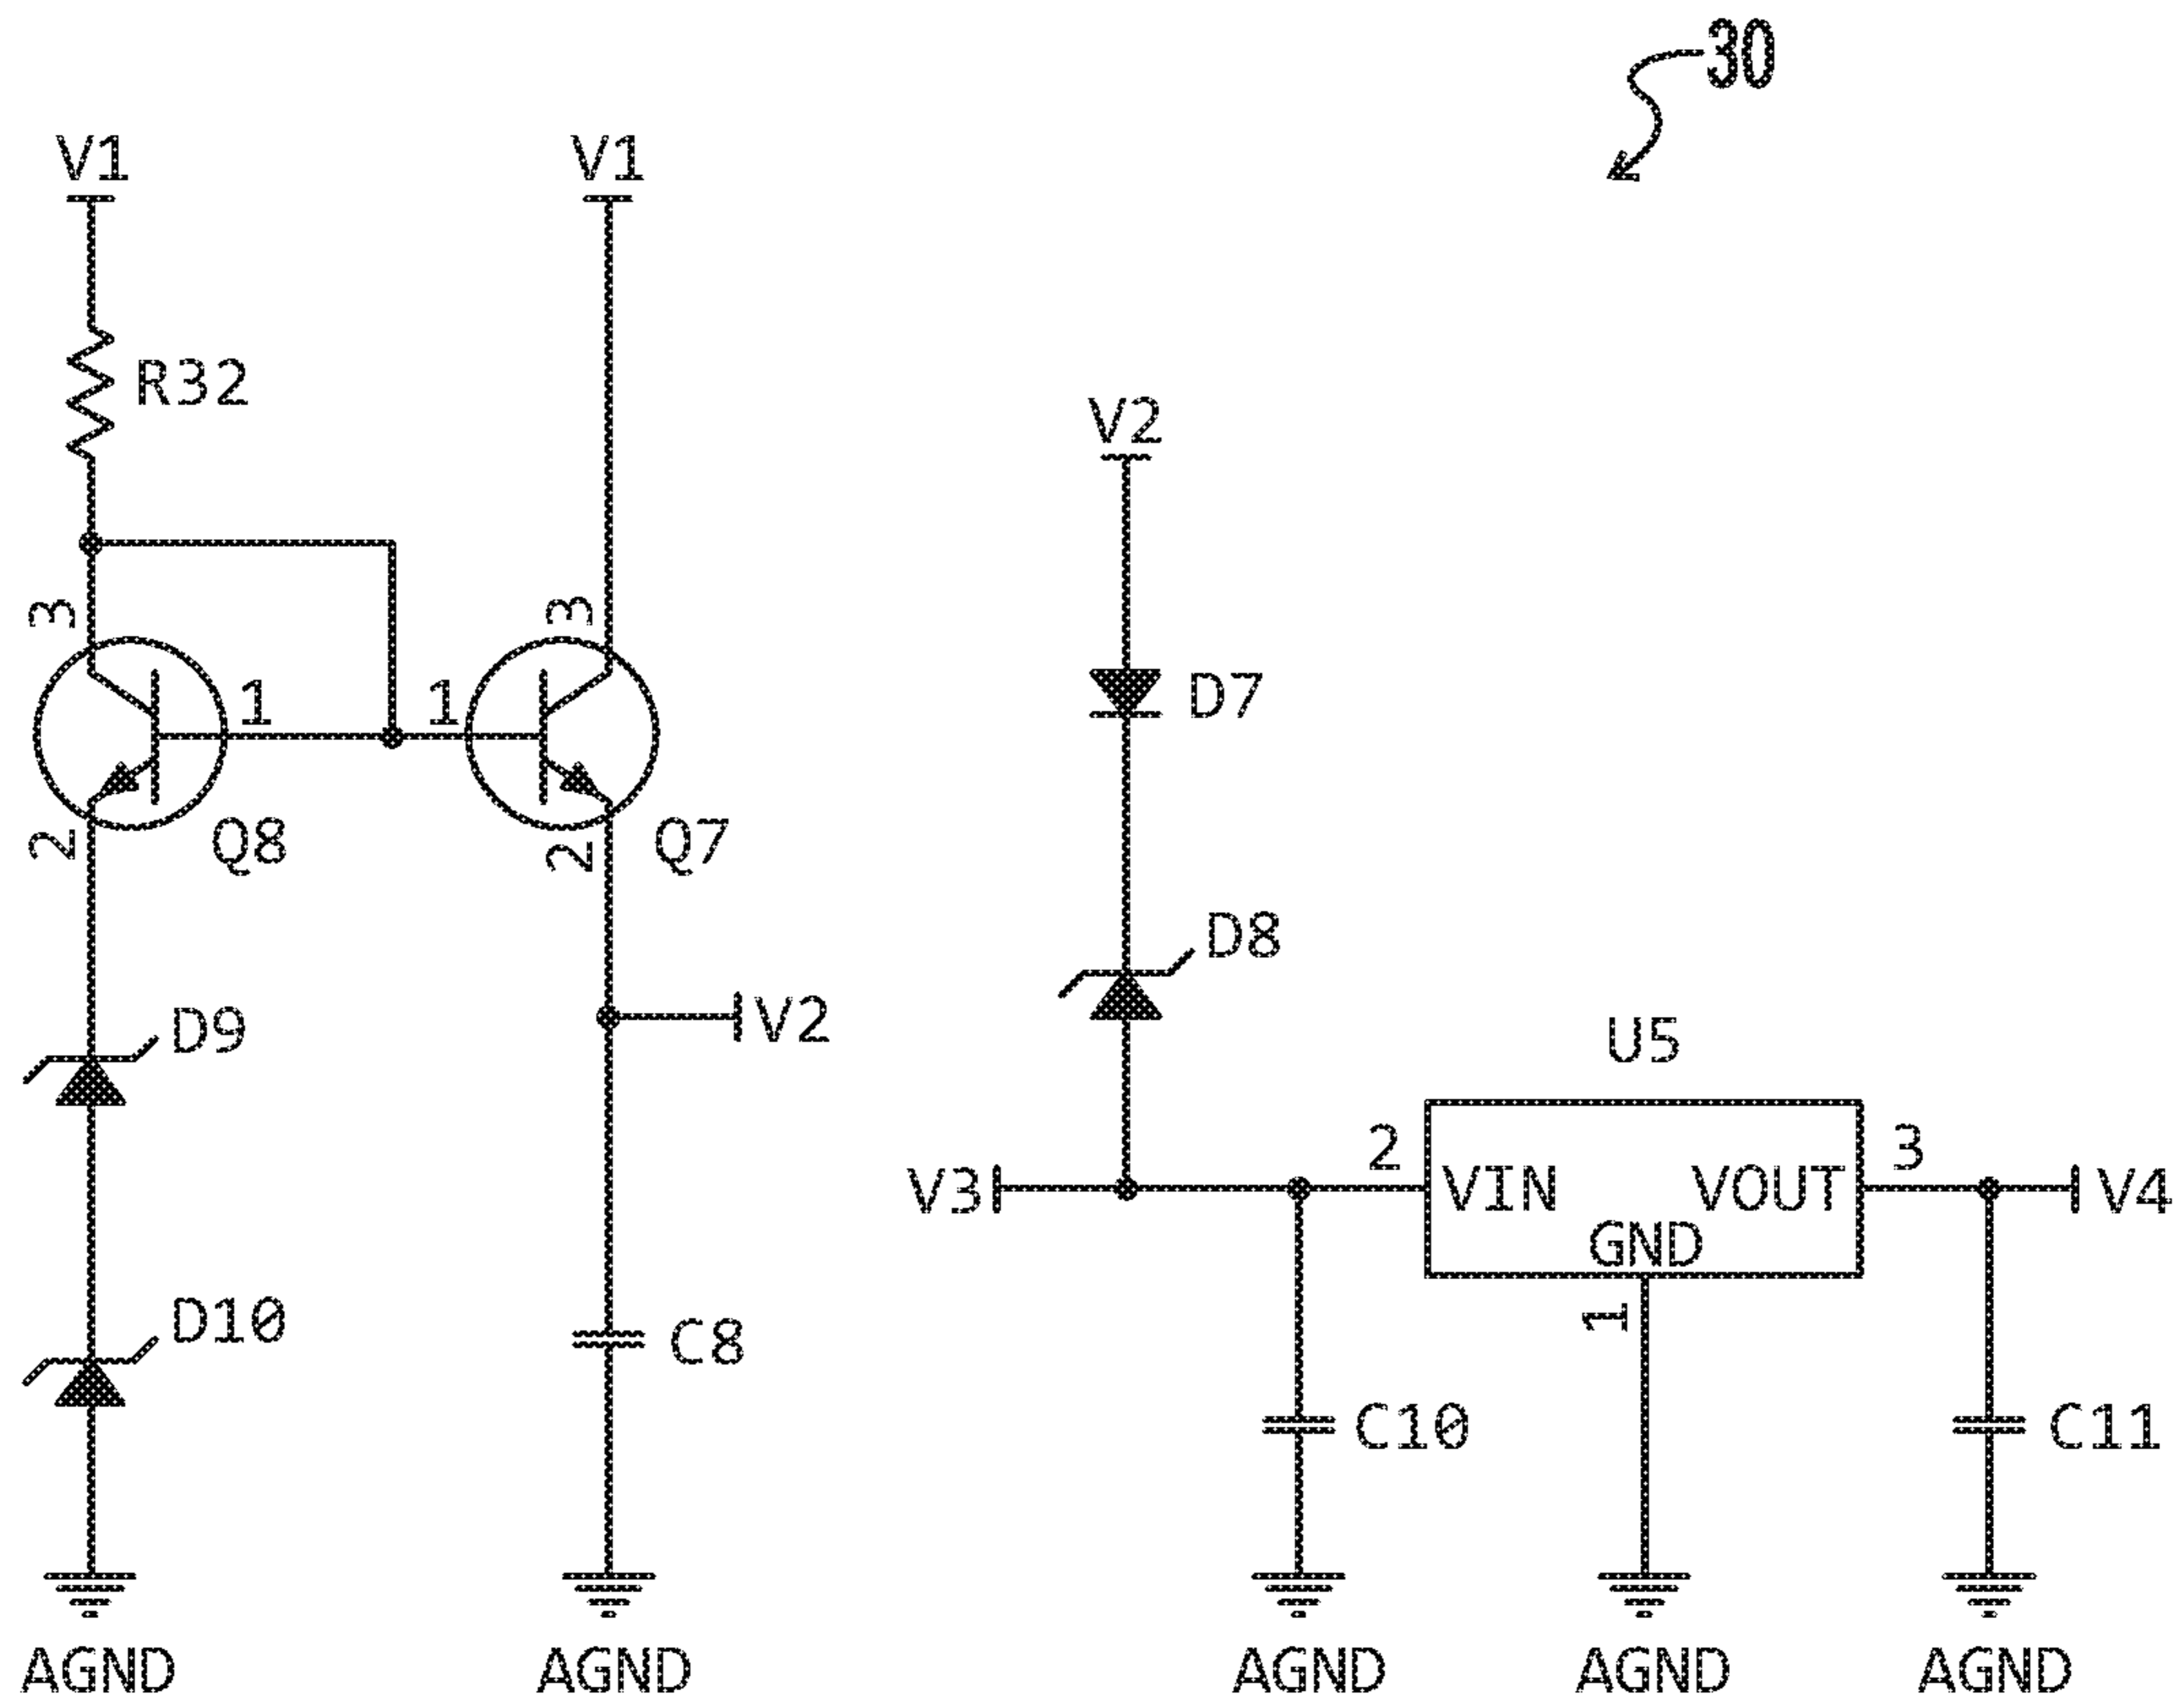 30
V1
V1
R32
V2
3
3
1
1
D7
2
Q8
2
Q7
D8
D9
V2
U5
V3
2
VIN
VOUT
3
V4
GND
1
D10
C8
C10
C11
AGND
AGND
AGND
AGND
AGND